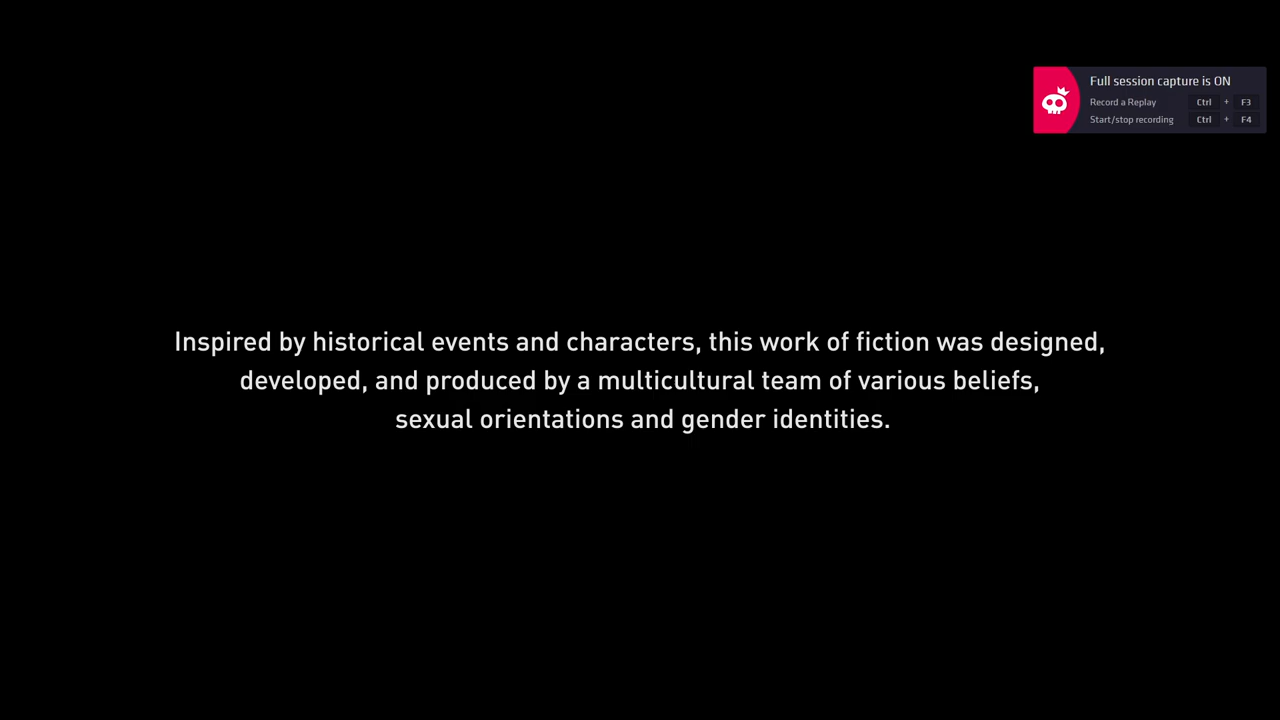 Full session capture is ON
Record a Replay Ctrl + F3
Start/stop recording Ctrl + F4
Inspired by historical events and characters, this work of fiction was designed,
developed, and produced by a multicultural team of various beliefs,
sexual orientations and gender identities.